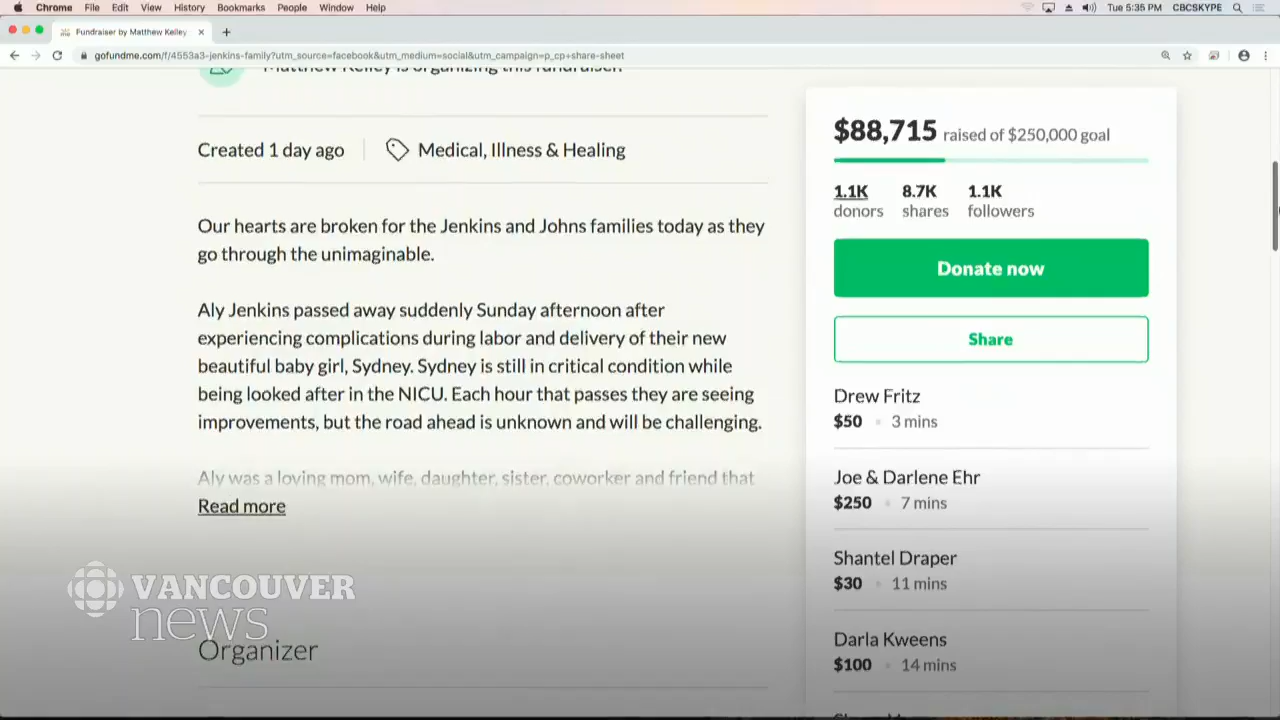 Chrome File Edit View History Bookmarks People Window Help
Tue 5:35 PM CBCSKYPE
Fundraiser by Matthew Kelley
gofundme.com/f/4553a3-jenkins-family?utm_source=facebook&utm_medium=social&utm_campaign=p_cp+share-sheet
Matthew Kelley is organizing this fundraiser.
Created 1 day ago
Medical, Illness & Healing
Our hearts are broken for the Jenkins and Johns families today as they
go through the unimaginable.
Aly Jenkins passed away suddenly Sunday afternoon after
experiencing complications during labor and delivery of their new
beautiful baby girl, Sydney. Sydney is still in critical condition while
being looked after in the NICU. Each hour that passes they are seeing
improvements, but the road ahead is unknown and will be challenging.
Aly was a loving mom, wife, daughter, sister, coworker and friend that
Read more
Organizer
$88,715 raised of $250,000 goal
1.1K 8.7K 1.1K
donors shares followers
Donate now
Share
Drew Fritz
$50 • 3 mins
Joe & Darlene Ehr
$250 • 7 mins
Shantel Draper
$30 • 11 mins
Darla Kweens
$100 • 14 mins
VANCOUVER
news